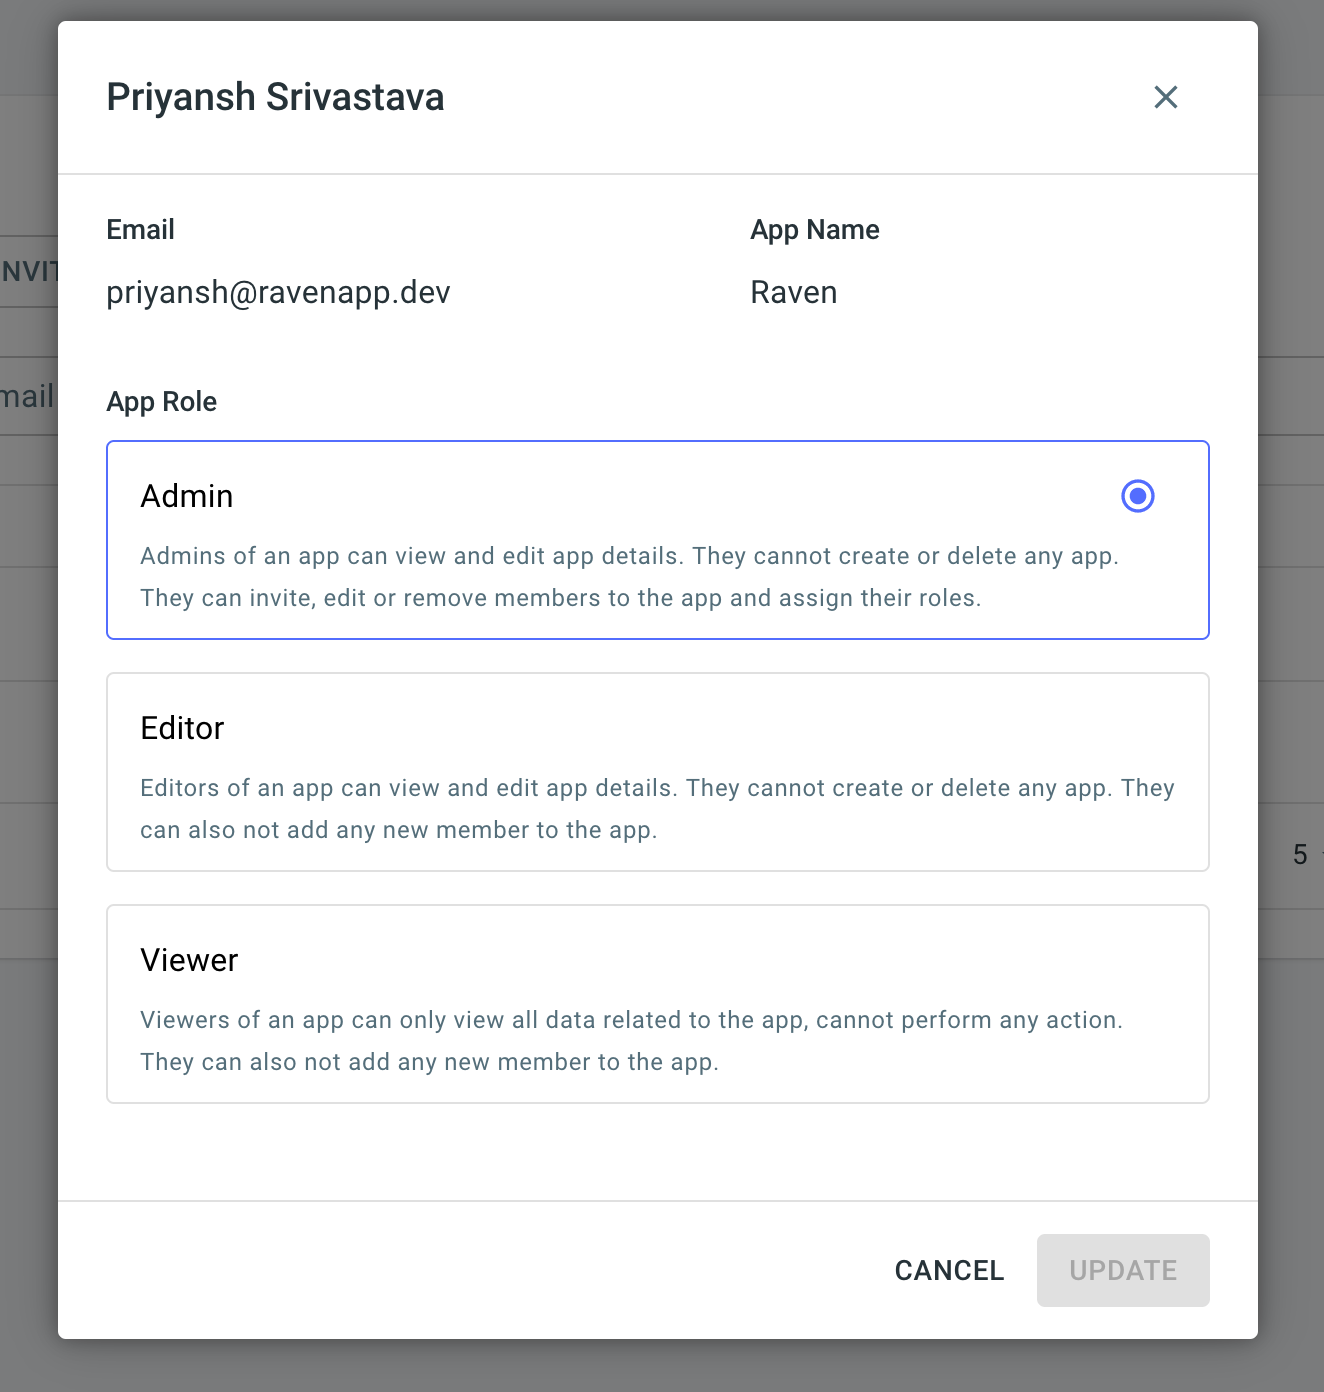 Priyansh Srivastava
Email
App Name
priyansh@ravenapp.dev
Raven
App Role
Admin
Admins of an app can view and edit app details. They cannot create or delete any app.
They can invite, edit or remove members to the app and assign their roles.
Editor
Editors of an app can view and edit app details. They cannot create or delete any app. They
can also not add any new member to the app.
Viewer
Viewers of an app can only view all data related to the app, cannot perform any action.
They can also not add any new member to the app.
5
CANCEL
UPDATE